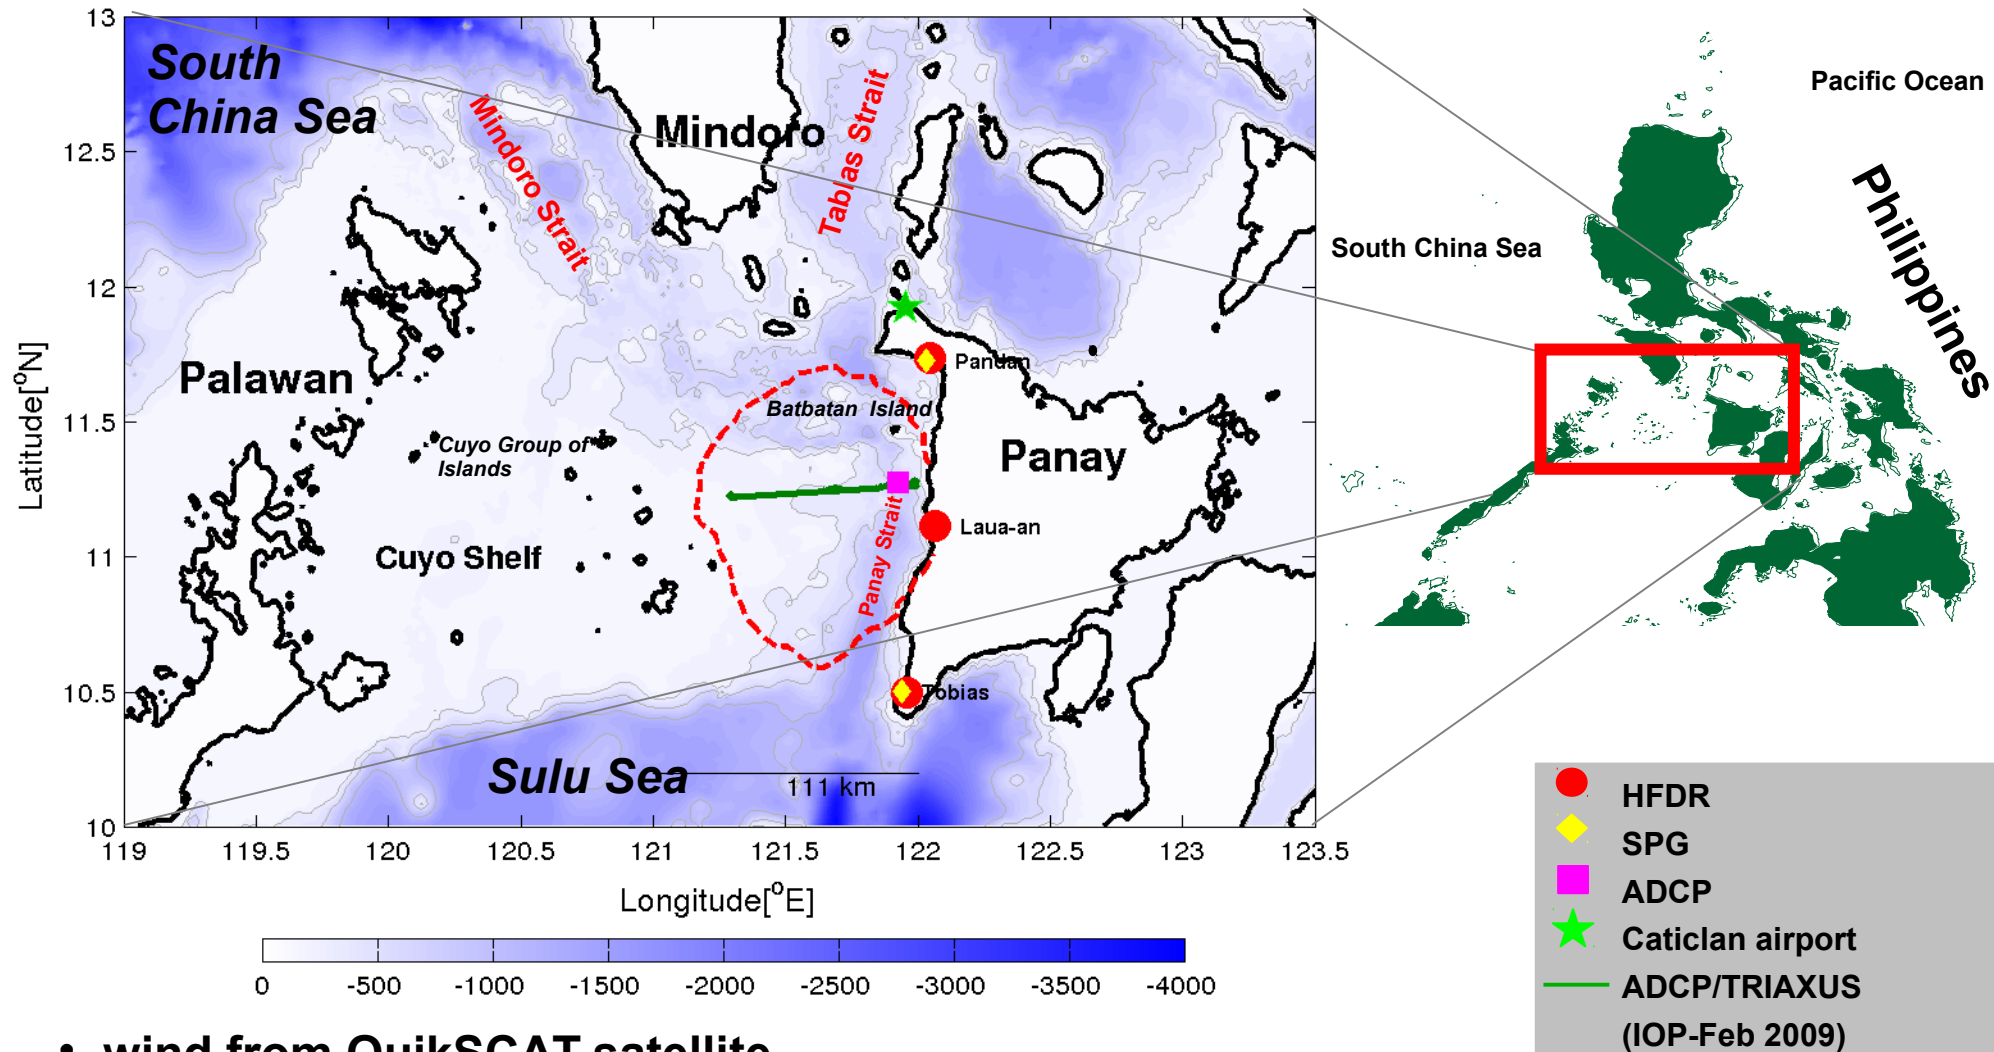 13
12.5
12
11.5
11
10.5
10
Latitude[°N]
South
China Sea
Mindoro Strait
Mindoro
Tablas Strait
Palawan
Pandan
Batbatan Island
Cuyo Group of
Islands
Panay
Laua-an
Cuyo Shelf
Panay Strait
Tobias
Sulu Sea
111 km
119
119.5
120
120.5
121
121.5
122
122.5
123
123.5
Longitude[°E]
0
-500
-1000
-1500
-2000
-2500
-3000
-3500
-4000
Pacific Ocean
South China Sea
Philippines
HFDR
SPG
ADCP
Caticlan airport
ADCP/TRIAXUS
(IOP-Feb 2009)
• wind from QuikSCAT satellite